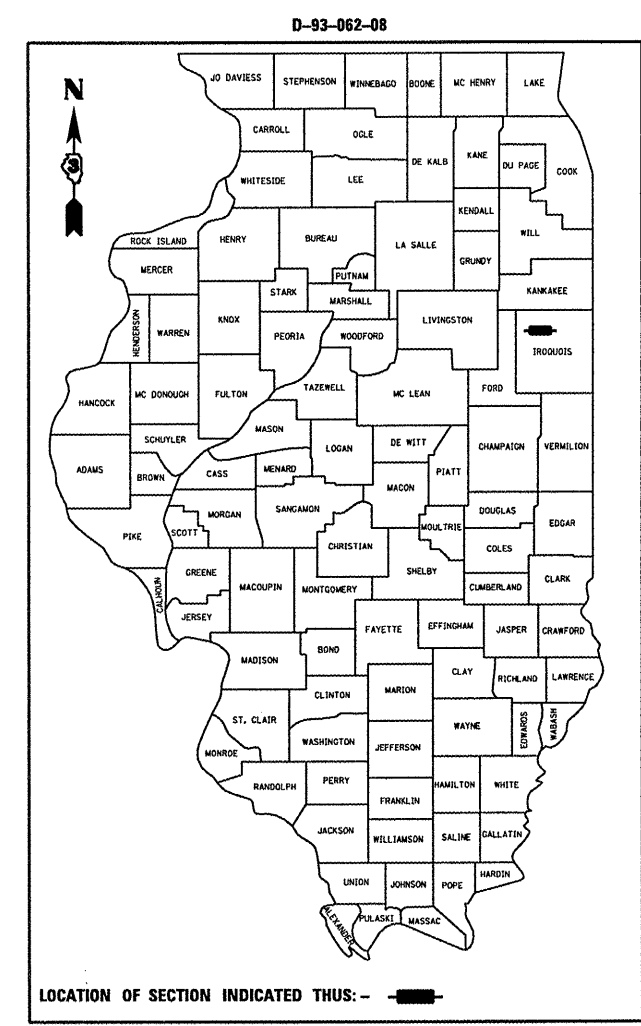 D-93-062-08
JO DAVIESS STEPHENSON WINNEBAGO BOONE MC HENRY LAKE
N
CARROLL OGLE
3
DE KALB KANE DU PAGE COOK
WHITESIDE LEE
KENDALL
ROCK ISLAND HENRY BUREAU LA SALLE WILL
GRUNDY
MERCER PUTNAM
STARK KANKAKEE
MARSHALL
HENDERSON WARREN KNOX LIVINGSTON
PEORIA WOODFORD IROQUOIS
HANCOCK MC DONOUGH FULTON TAZEWELL MC LEAN FORD
MASON
SCHUYLER LOGAN DE WITT CHAMPAIGN VERMILION
ADAMS BROWN CASS MENARD PIATT
MACON
MORGAN SANGAMON DOUGLAS
PIKE SCOTT MOULTRIE EDGAR
CHRISTIAN COLES
GREENE SHELBY
CALHOUN MACOUPIN MONTGOMERY CUMBERLAND CLARK
JERSEY
FAYETTE EFFINGHAM JASPER CRAWFORD
MADISON BOND
CLAY RICHLAND LAWRENCE
CLINTON MARION
ST. CLAIR WAYNE EDWARDS WABASH
WASHINGTON JEFFERSON
MONROE
RANDOLPH PERRY HAMILTON WHITE
FRANKLIN
JACKSON WILLIAMSON SALINE GALLATIN
UNION JOHNSON POPE HARDIN
ALEXANDER PULASKI MASSAC
LOCATION OF SECTION INDICATED THUS: -